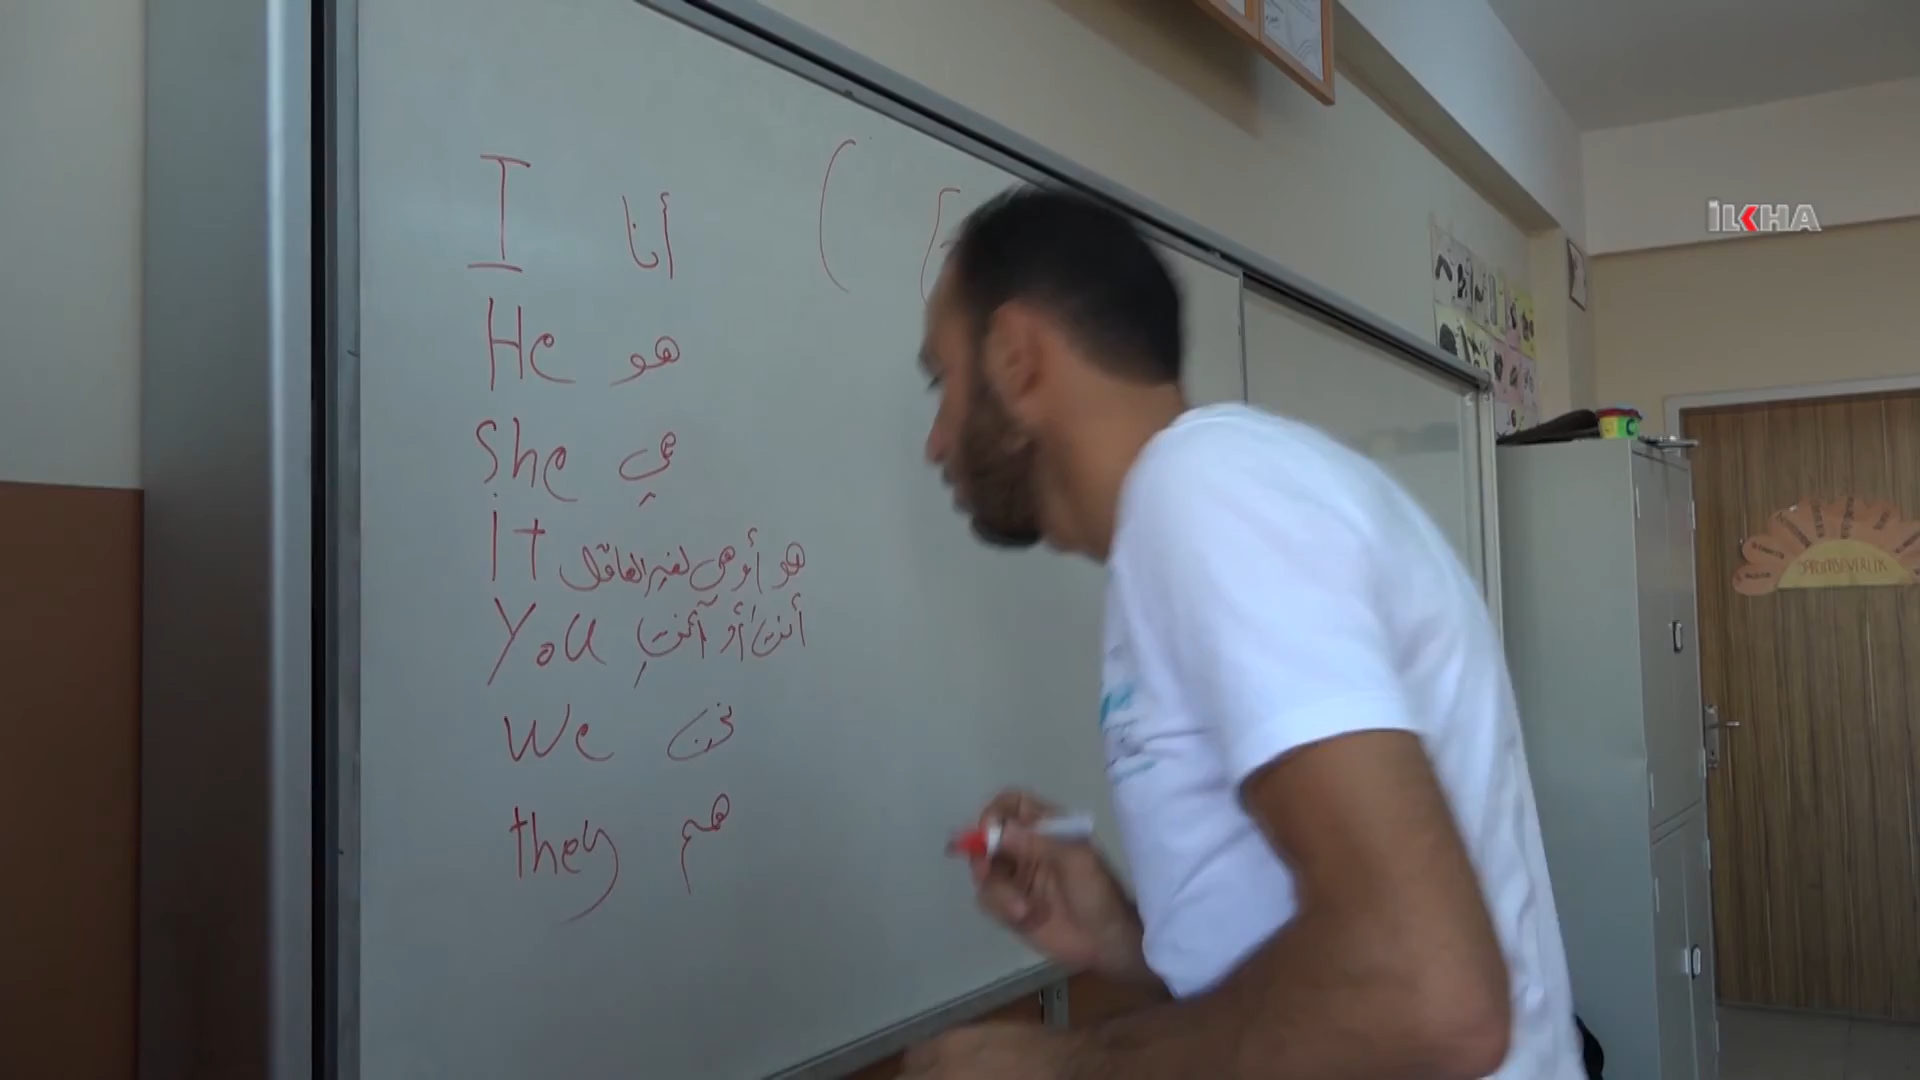 I أنا (
He هو
She هي
it هو أو هي لغير العاقل
You أنتَ أو أنتِ
we نحن
they هم
İLKHA